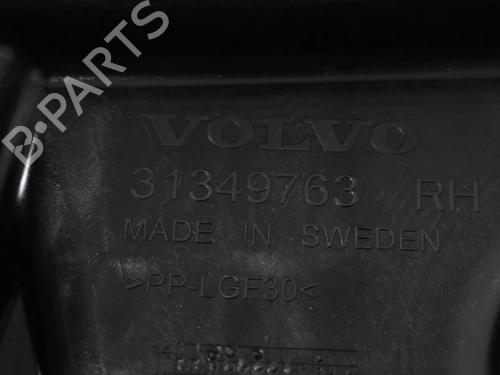 B·PARTS
VOLVO
31349763 RH
MADE IN SWEDEN
>PP-LGF30<